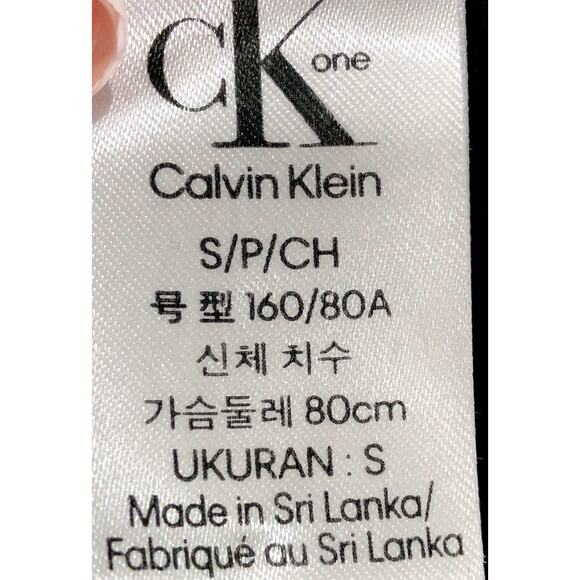 CK one
Calvin Klein
S/P/CH
号型 160/80A
신체 치수
가슴둘레 80cm
UKURAN : S
Made in Sri Lanka/
Fabriqué au Sri Lanka